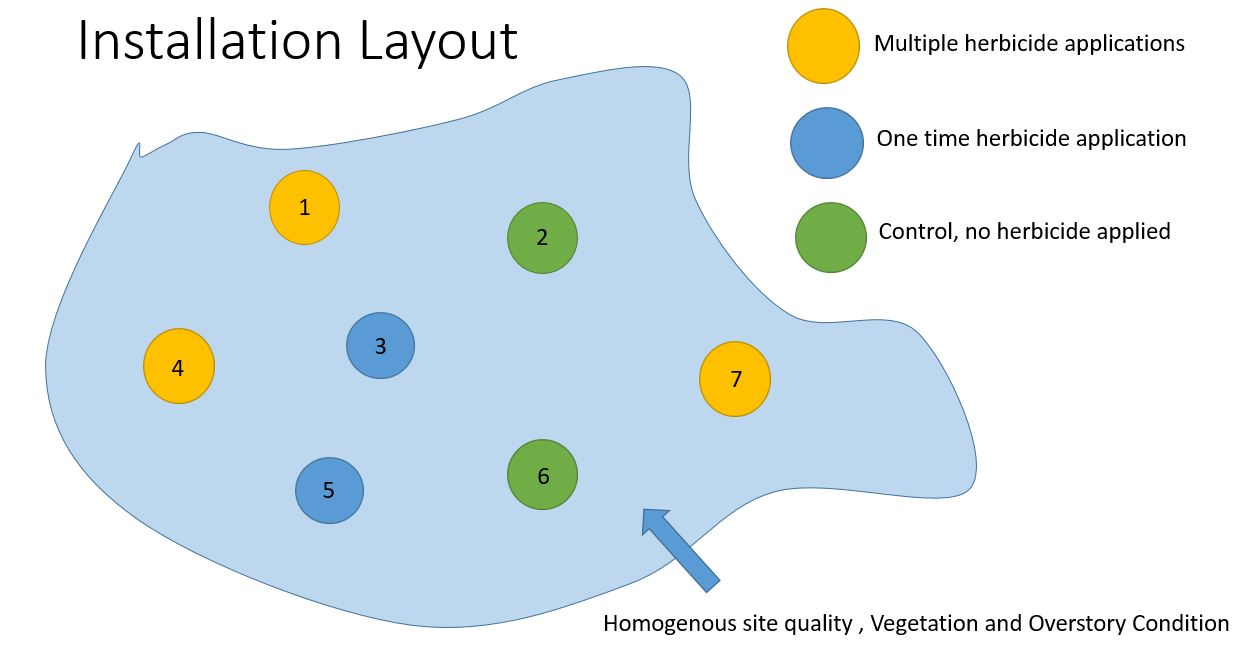 Installation Layout
Multiple herbicide applications
One time herbicide application
Control, no herbicide applied
1
2
3
4
7
5
6
Homogenous site quality , Vegetation and Overstory Condition